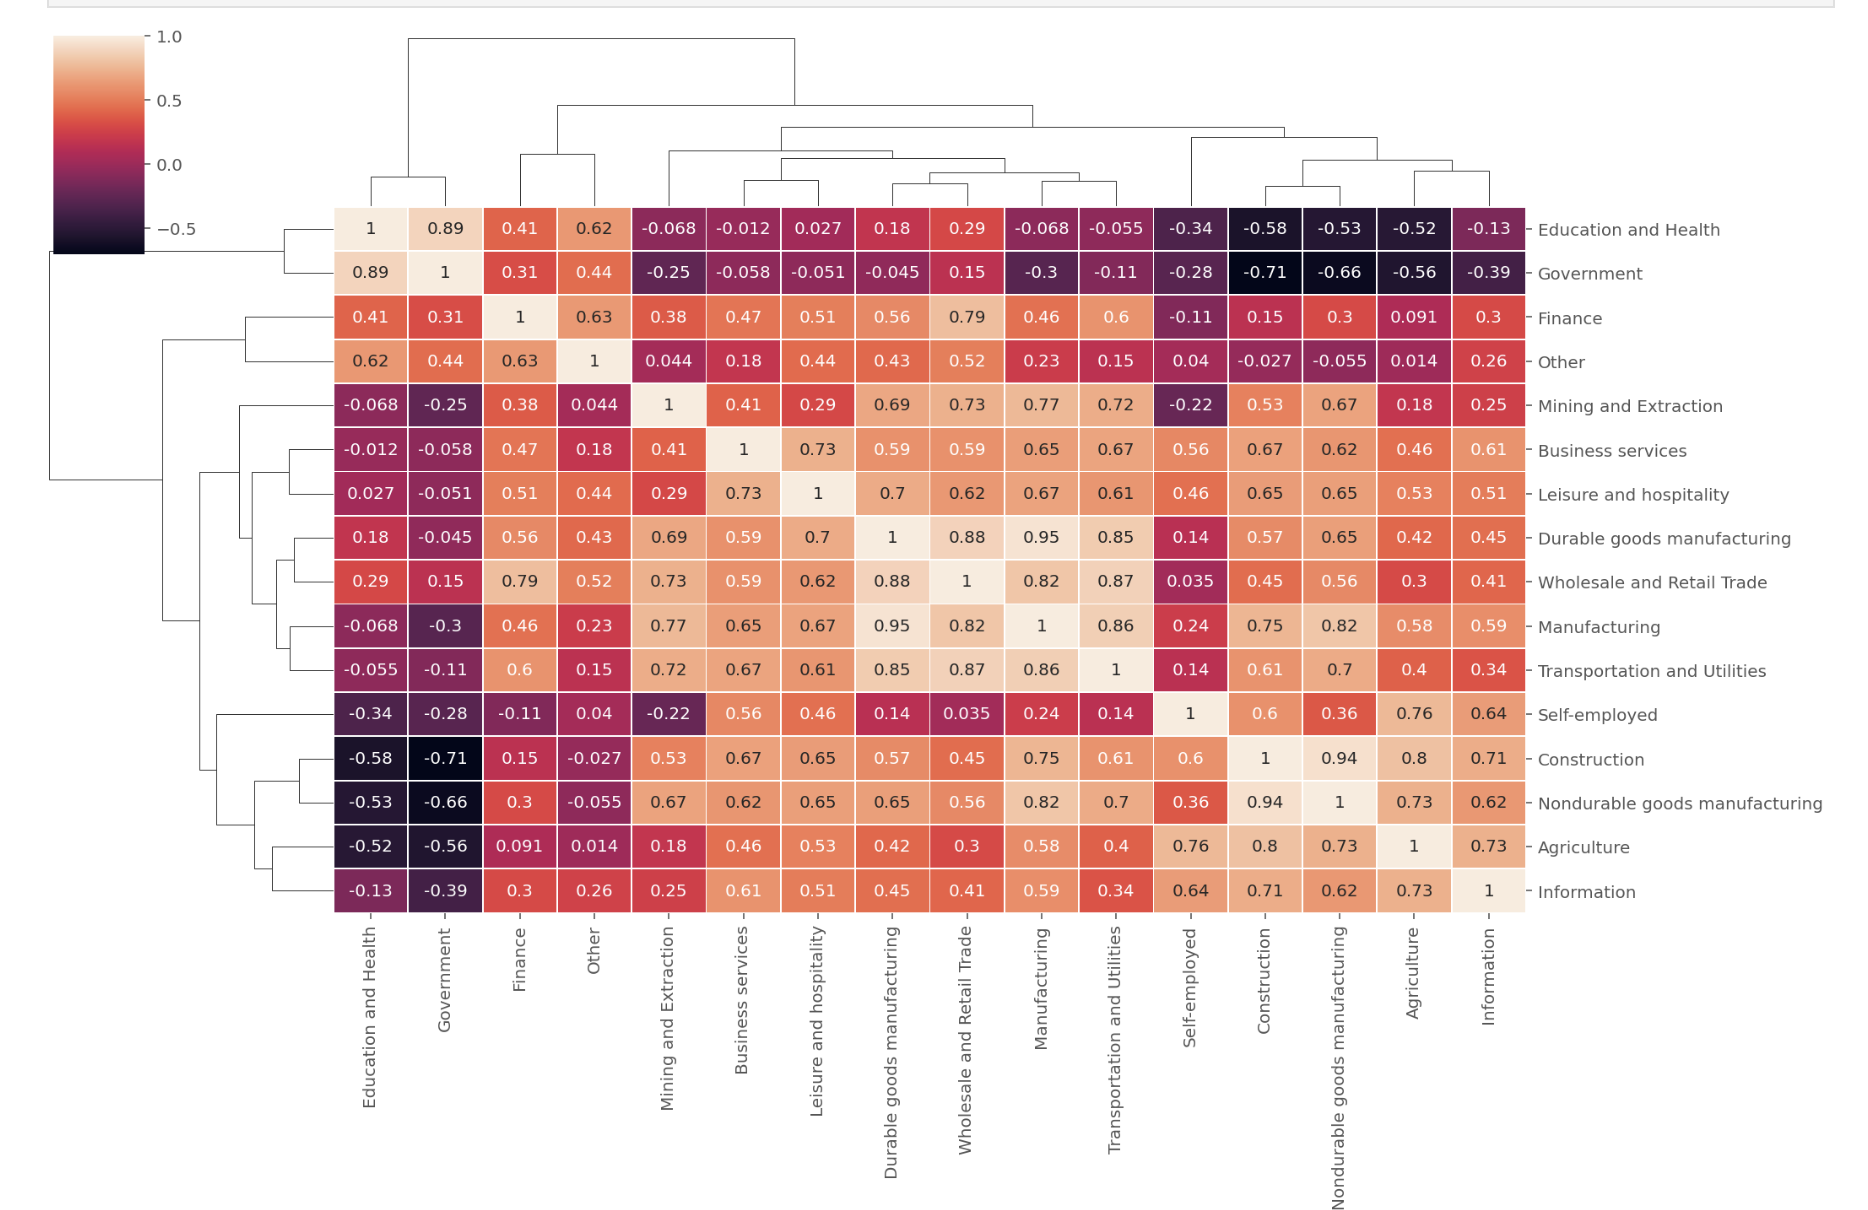 1.0
0.5
0.0
−0.5
1 0.89 0.41 0.62 -0.068 -0.012 0.027 0.18 0.29 -0.068 -0.055 -0.34 -0.58 -0.53 -0.52 -0.13 Education and Health
0.89 1 0.31 0.44 -0.25 -0.058 -0.051 -0.045 0.15 -0.3 -0.11 -0.28 -0.71 -0.66 -0.56 -0.39 Government
0.41 0.31 1 0.63 0.38 0.47 0.51 0.56 0.79 0.46 0.6 -0.11 0.15 0.3 0.091 0.3 Finance
0.62 0.44 0.63 1 0.044 0.18 0.44 0.43 0.52 0.23 0.15 0.04 -0.027 -0.055 0.014 0.26 Other
-0.068 -0.25 0.38 0.044 1 0.41 0.29 0.69 0.73 0.77 0.72 -0.22 0.53 0.67 0.18 0.25 Mining and Extraction
-0.012 -0.058 0.47 0.18 0.41 1 0.73 0.59 0.59 0.65 0.67 0.56 0.67 0.62 0.46 0.61 Business services
0.027 -0.051 0.51 0.44 0.29 0.73 1 0.7 0.62 0.67 0.61 0.46 0.65 0.65 0.53 0.51 Leisure and hospitality
0.18 -0.045 0.56 0.43 0.69 0.59 0.7 1 0.88 0.95 0.85 0.14 0.57 0.65 0.42 0.45 Durable goods manufacturing
0.29 0.15 0.79 0.52 0.73 0.59 0.62 0.88 1 0.82 0.87 0.035 0.45 0.56 0.3 0.41 Wholesale and Retail Trade
-0.068 -0.3 0.46 0.23 0.77 0.65 0.67 0.95 0.82 1 0.86 0.24 0.75 0.82 0.58 0.59 Manufacturing
-0.055 -0.11 0.6 0.15 0.72 0.67 0.61 0.85 0.87 0.86 1 0.14 0.61 0.7 0.4 0.34 Transportation and Utilities
-0.34 -0.28 -0.11 0.04 -0.22 0.56 0.46 0.14 0.035 0.24 0.14 1 0.6 0.36 0.76 0.64 Self-employed
-0.58 -0.71 0.15 -0.027 0.53 0.67 0.65 0.57 0.45 0.75 0.61 0.6 1 0.94 0.8 0.71 Construction
-0.53 -0.66 0.3 -0.055 0.67 0.62 0.65 0.65 0.56 0.82 0.7 0.36 0.94 1 0.73 0.62 Nondurable goods manufacturing
-0.52 -0.56 0.091 0.014 0.18 0.46 0.53 0.42 0.3 0.58 0.4 0.76 0.8 0.73 1 0.73 Agriculture
-0.13 -0.39 0.3 0.26 0.25 0.61 0.51 0.45 0.41 0.59 0.34 0.64 0.71 0.62 0.73 1 Information
Education and Health
Government
Finance
Other
Mining and Extraction
Business services
Leisure and hospitality
Durable goods manufacturing
Wholesale and Retail Trade
Manufacturing
Transportation and Utilities
Self-employed
Construction
Nondurable goods manufacturing
Agriculture
Information